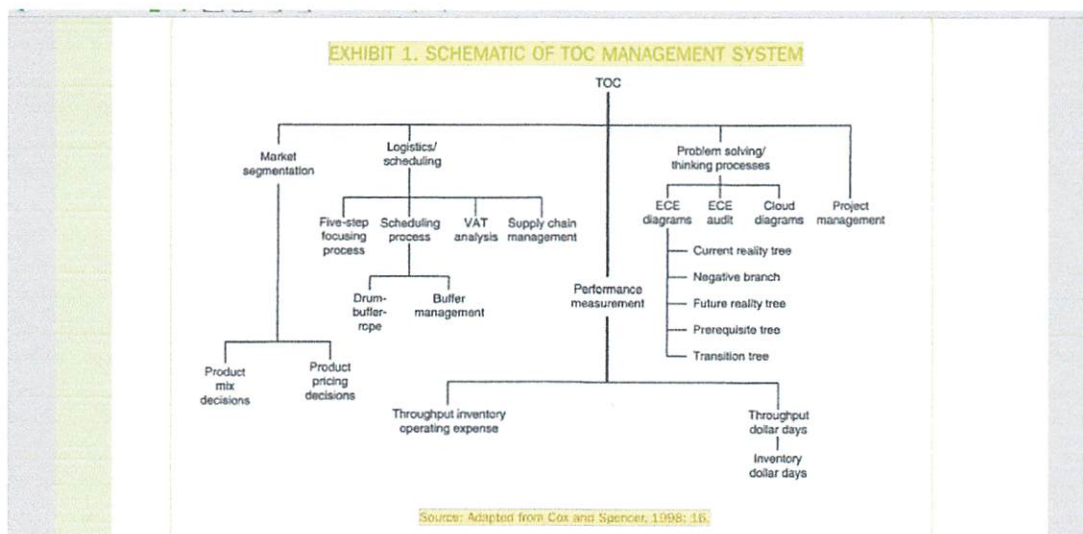 EXHIBIT 1. SCHEMATIC OF TOC MANAGEMENT SYSTEM
TOC
Market
segmentation
Logistics/
scheduling
Problem solving/
thinking processes
Project
management
Five-step
focusing
process
Scheduling
process
VAT
analysis
Supply chain
management
ECE
diagrams
ECE
audit
Cloud
diagrams
Current reality tree
Negative branch
Future reality tree
Prerequisite tree
Transition tree
Drum-
buffer-
rope
Buffer
management
Performance
measurement
Product
mix
decisions
Product
pricing
decisions
Throughput inventory
operating expense
Throughput
dollar days
Inventory
dollar days
Source: Adapted from Cox and Spencer, 1998: 16.